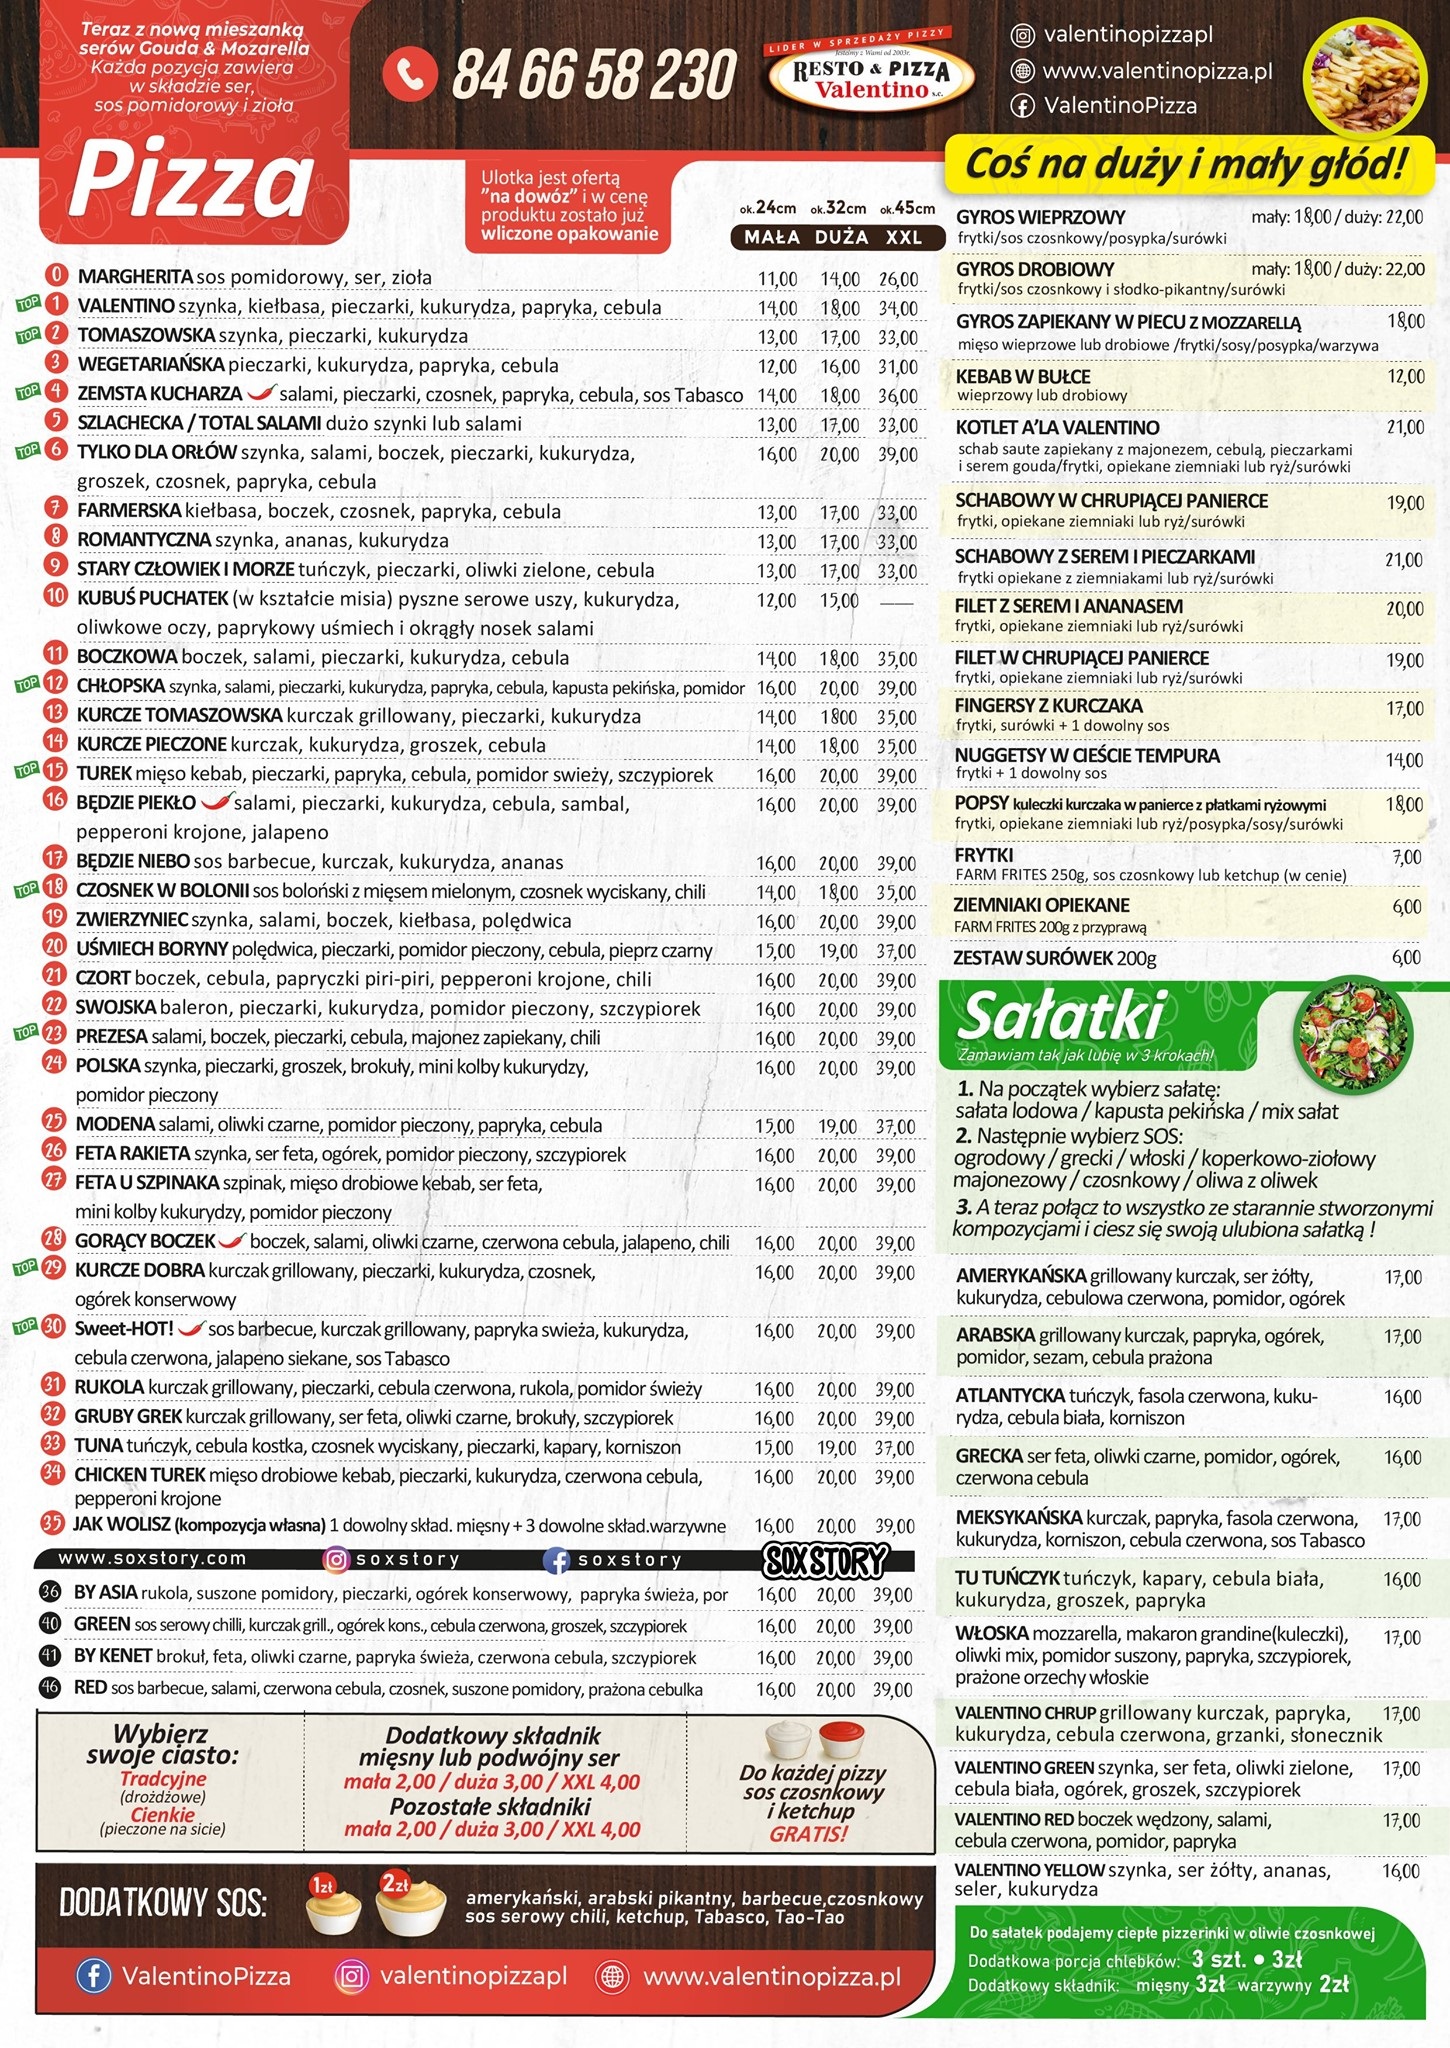 Teraz z nową mieszanką
serów Gouda & Mozarella
Każda pozycja zawiera
w składzie ser,
sos pomidorowy i zioła
84 66 58 230
LIDER W SPRZEDAŻY PIZZY
Jesteśmy z Wami od 2003r.
RESTO & PIZZA
Valentino s.c.
valentinopizzapl
www.valentinopizza.pl
ValentinoPizza
Pizza
Ulotka jest ofertą
"na dowóz" i w cenę
produktu zostało już
wliczone opakowanie
ok.24cm ok.32cm ok.45cm
MAŁA DUŻA XXL
0 MARGHERITA sos pomidorowy, ser, zioła 11,00 14,00 26,00
TOP 1 VALENTINO szynka, kiełbasa, pieczarki, kukurydza, papryka, cebula 14,00 18,00 34,00
TOP 2 TOMASZOWSKA szynka, pieczarki, kukurydza 13,00 17,00 33,00
3 WEGETARIAŃSKA pieczarki, kukurydza, papryka, cebula 12,00 16,00 31,00
TOP 4 ZEMSTA KUCHARZA salami, pieczarki, czosnek, papryka, cebula, sos Tabasco 14,00 18,00 36,00
5 SZLACHECKA / TOTAL SALAMI dużo szynki lub salami 13,00 17,00 33,00
TOP 6 TYLKO DLA ORŁÓW szynka, salami, boczek, pieczarki, kukurydza, 16,00 20,00 39,00
groszek, czosnek, papryka, cebula
7 FARMERSKA kiełbasa, boczek, czosnek, papryka, cebula 13,00 17,00 33,00
8 ROMANTYCZNA szynka, ananas, kukurydza 13,00 17,00 33,00
9 STARY CZŁOWIEK I MORZE tuńczyk, pieczarki, oliwki zielone, cebula 13,00 17,00 33,00
10 KUBUŚ PUCHATEK (w kształcie misia) pyszne serowe uszy, kukurydza, 12,00 15,00 —
oliwkowe oczy, paprykowy uśmiech i okrągły nosek salami
11 BOCZKOWA boczek, salami, pieczarki, kukurydza, cebula 14,00 18,00 35,00
TOP 12 CHŁOPSKA szynka, salami, pieczarki, kukurydza, papryka, cebula, kapusta pekińska, pomidor 16,00 20,00 39,00
13 KURCZE TOMASZOWSKA kurczak grillowany, pieczarki, kukurydza 14,00 1800 35,00
14 KURCZE PIECZONE kurczak, kukurydza, groszek, cebula 14,00 18,00 35,00
TOP 15 TUREK mięso kebab, pieczarki, papryka, cebula, pomidor swieży, szczypiorek 16,00 20,00 39,00
16 BĘDZIE PIEKŁO salami, pieczarki, kukurydza, cebula, sambal, 16,00 20,00 39,00
pepperoni krojone, jalapeno
17 BĘDZIE NIEBO sos barbecue, kurczak, kukurydza, ananas 16,00 20,00 39,00
TOP 18 CZOSNEK W BOLONII sos boloński z mięsem mielonym, czosnek wyciskany, chili 14,00 18,00 35,00
19 ZWIERZYNIEC szynka, salami, boczek, kiełbasa, polędwica 16,00 20,00 39,00
20 UŚMIECH BORYNY polędwica, pieczarki, pomidor pieczony, cebula, pieprz czarny 15,00 19,00 37,00
21 CZORT boczek, cebula, papryczki piri-piri, pepperoni krojone, chili 16,00 20,00 39,00
22 SWOJSKA baleron, pieczarki, kukurydza, pomidor pieczony, szczypiorek 16,00 20,00 39,00
TOP 23 PREZESA salami, boczek, pieczarki, cebula, majonez zapiekany, chili 16,00 20,00 39,00
24 POLSKA szynka, pieczarki, groszek, brokuły, mini kolby kukurydzy, 16,00 20,00 39,00
pomidor pieczony
25 MODENA salami, oliwki czarne, pomidor pieczony, papryka, cebula 15,00 19,00 37,00
26 FETA RAKIETA szynka, ser feta, ogórek, pomidor pieczony, szczypiorek 16,00 20,00 39,00
27 FETA U SZPINAKA szpinak, mięso drobiowe kebab, ser feta, 16,00 20,00 39,00
mini kolby kukurydzy, pomidor pieczony
28 GORĄCY BOCZEK boczek, salami, oliwki czarne, czerwona cebula, jalapeno, chili 16,00 20,00 39,00
TOP 29 KURCZE DOBRA kurczak grillowany, pieczarki, kukurydza, czosnek, 16,00 20,00 39,00
ogórek konserwowy
TOP 30 Sweet-HOT! sos barbecue, kurczak grillowany, papryka swieża, kukurydza, 16,00 20,00 39,00
cebula czerwona, jalapeno siekane, sos Tabasco
31 RUKOLA kurczak grillowany, pieczarki, cebula czerwona, rukola, pomidor świeży 16,00 20,00 39,00
32 GRUBY GREK kurczak grillowany, ser feta, oliwki czarne, brokuły, szczypiorek 16,00 20,00 39,00
33 TUNA tuńczyk, cebula kostka, czosnek wyciskany, pieczarki, kapary, korniszon 15,00 19,00 37,00
34 CHICKEN TUREK mięso drobiowe kebab, pieczarki, kukurydza, czerwona cebula, 16,00 20,00 39,00
pepperoni krojone
35 JAK WOLISZ (kompozycja własna) 1 dowolny skład. mięsny + 3 dowolne skład.warzywne 16,00 20,00 39,00
www.soxstory.com soxstory soxstory SOXSTORY
36 BY ASIA rukola, suszone pomidory, pieczarki, ogórek konserwowy, papryka świeża, por 16,00 20,00 39,00
40 GREEN sos serowy chilli, kurczak grill., ogórek kons., cebula czerwona, groszek, szczypiorek 16,00 20,00 39,00
41 BY KENET brokuł, feta, oliwki czarne, papryka świeża, czerwona cebula, szczypiorek 16,00 20,00 39,00
46 RED sos barbecue, salami, czerwona cebula, czosnek, suszone pomidory, prażona cebulka 16,00 20,00 39,00
Wybierz
swoje ciasto:
Tradcyjne
(drożdżowe)
Cienkie
(pieczone na sicie)
Dodatkowy składnik
mięsny lub podwójny ser
mała 2,00 / duża 3,00 / XXL 4,00
Pozostałe składniki
mała 2,00 / duża 3,00 / XXL 4,00
Do każdej pizzy
sos czosnkowy
i ketchup
GRATIS!
DODATKOWY SOS:
1zł
2zł
amerykański, arabski pikantny, barbecue,czosnkowy
sos serowy chili, ketchup, Tabasco, Tao-Tao
ValentinoPizza valentinopizzapl www.valentinopizza.pl
Coś na duży i mały głód!
GYROS WIEPRZOWY mały: 18,00 / duży: 22,00
frytki/sos czosnkowy/posypka/surówki
GYROS DROBIOWY mały: 18,00 / duży: 22,00
frytki/sos czosnkowy i słodko-pikantny/surówki
GYROS ZAPIEKANY W PIECU Z MOZZARELLĄ 18,00
mięso wieprzowe lub drobiowe /frytki/sosy/posypka/warzywa
KEBAB W BUŁCE 12,00
wieprzowy lub drobiowy
KOTLET A'LA VALENTINO 21,00
schab saute zapiekany z majonezem, cebulą, pieczarkami
i serem gouda/frytki, opiekane ziemniaki lub ryż/surówki
SCHABOWY W CHRUPIĄCEJ PANIERCE 19,00
frytki, opiekane ziemniaki lub ryż/surówki
SCHABOWY Z SEREM I PIECZARKAMI 21,00
frytki opiekane z ziemniakami lub ryż/surówki
FILET Z SEREM I ANANASEM 20,00
frytki, opiekane ziemniaki lub ryż/surówki
FILET W CHRUPIĄCEJ PANIERCE 19,00
frytki, opiekane ziemniaki lub ryż/surówki
FINGERSY Z KURCZAKA 17,00
frytki, surówki + 1 dowolny sos
NUGGETSY W CIEŚCIE TEMPURA 14,00
frytki + 1 dowolny sos
POPSY kuleczki kurczaka w panierce z płatkami ryżowymi 18,00
frytki, opiekane ziemniaki lub ryż/posypka/sosy/surówki
FRYTKI 7,00
FARM FRITES 250g, sos czosnkowy lub ketchup (w cenie)
ZIEMNIAKI OPIEKANE 6,00
FARM FRITES 200g z przyprawą
ZESTAW SURÓWEK 200g 6,00
Sałatki
Zamawiam tak jak lubię w 3 krokach!
1. Na początek wybierz sałatę:
sałata lodowa / kapusta pekińska / mix sałat
2. Następnie wybierz SOS:
ogrodowy / grecki / włoski / koperkowo-ziołowy
majonezowy / czosnkowy / oliwa z oliwek
3. A teraz połącz to wszystko ze starannie stworzonymi
kompozycjami i ciesz się swoją ulubiona sałatką !
AMERYKAŃSKA grillowany kurczak, ser żółty, 17,00
kukurydza, cebulowa czerwona, pomidor, ogórek
ARABSKA grillowany kurczak, papryka, ogórek, 17,00
pomidor, sezam, cebula prażona
ATLANTYCKA tuńczyk, fasola czerwona, kuku- 16,00
rydza, cebula biała, korniszon
GRECKA ser feta, oliwki czarne, pomidor, ogórek, 16,00
czerwona cebula
MEKSYKAŃSKA kurczak, papryka, fasola czerwona, 17,00
kukurydza, korniszon, cebula czerwona, sos Tabasco
TU TUŃCZYK tuńczyk, kapary, cebula biała, 16,00
kukurydza, groszek, papryka
WŁOSKA mozzarella, makaron grandine(kuleczki), 17,00
oliwki mix, pomidor suszony, papryka, szczypiorek,
prażone orzechy włoskie
VALENTINO CHRUP grillowany kurczak, papryka, 17,00
kukurydza, cebula czerwona, grzanki, słonecznik
VALENTINO GREEN szynka, ser feta, oliwki zielone, 17,00
cebula biała, ogórek, groszek, szczypiorek
VALENTINO RED boczek wędzony, salami, 17,00
cebula czerwona, pomidor, papryka
VALENTINO YELLOW szynka, ser żółty, ananas, 16,00
seler, kukurydza
Do sałatek podajemy ciepłe pizzerinki w oliwie czosnkowej
Dodatkowa porcja chlebków: 3 szt. • 3zł
Dodatkowy składnik: mięsny 3zł warzywny 2zł